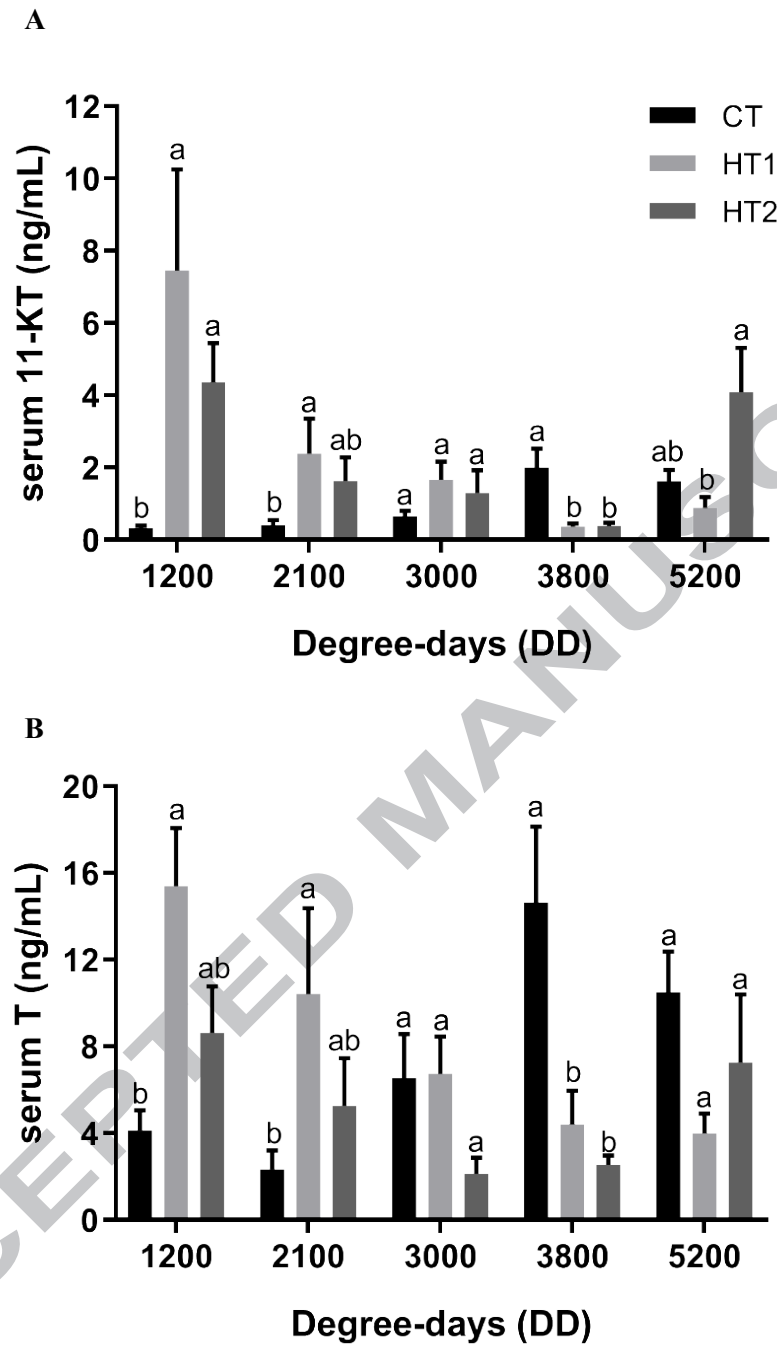 A
12
10
8
6
4
2
0
serum 11-KT (ng/mL)
CT
HT1
HT2
b a a
b a ab
a a a
a b b
ab b a
1200 2100 3000 3800 5200
Degree-days (DD)
B
20
16
12
8
4
0
serum T (ng/mL)
b a ab
b a ab
a a a
a b b
a a a
1200 2100 3000 3800 5200
Degree-days (DD)
CEPTED MANUSC